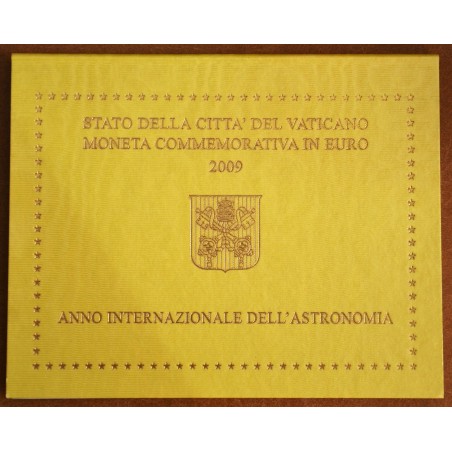 STATO DELLA CITTA' DEL VATICANO
MONETA COMMEMORATIVA IN EURO
2009
ANNO INTERNAZIONALE DELL'ASTRONOMIA